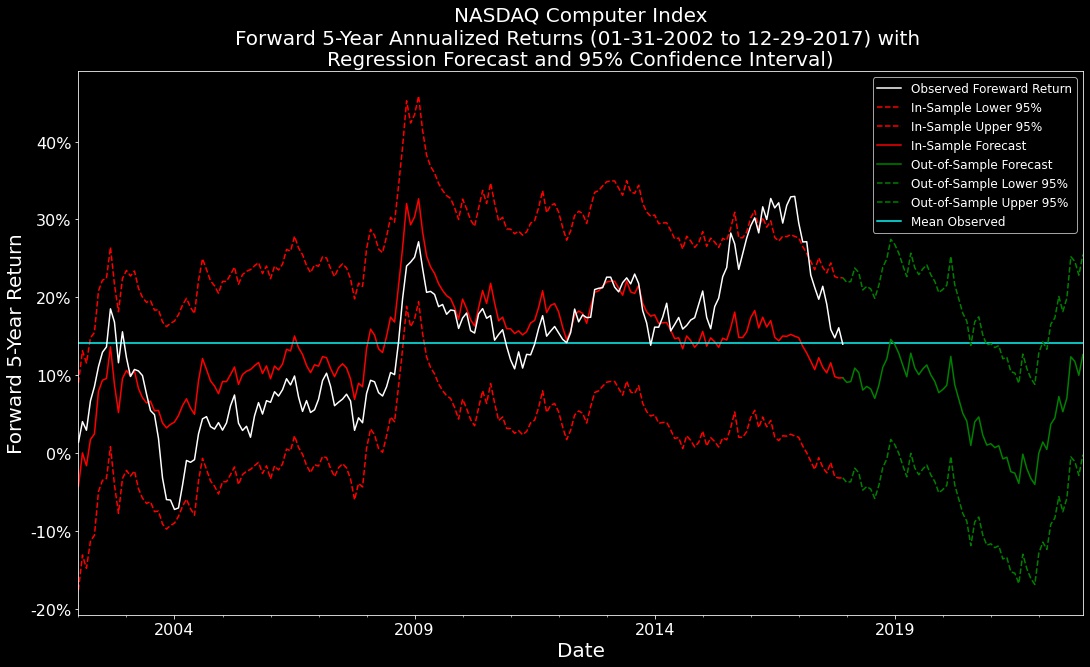 NASDAQ Computer Index
Forward 5-Year Annualized Returns (01-31-2002 to 12-29-2017) with
Regression Forecast and 95% Confidence Interval)
Observed Foreward Return
In-Sample Lower 95%
In-Sample Upper 95%
In-Sample Forecast
Out-of-Sample Forecast
Out-of-Sample Lower 95%
Out-of-Sample Upper 95%
Mean Observed
Forward 5-Year Return
40%
30%
20%
10%
0%
-10%
-20%
2004
2009
2014
2019
Date